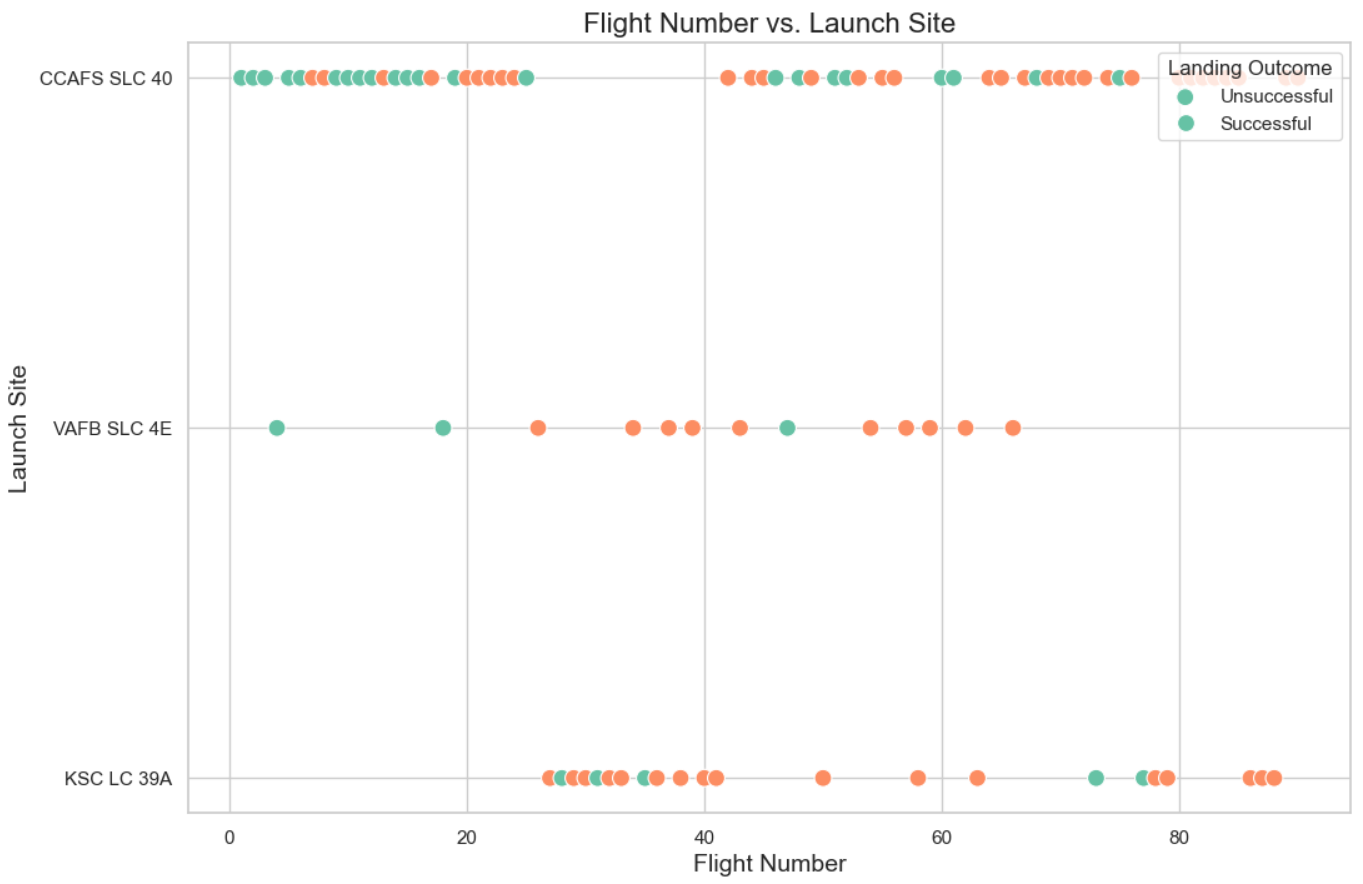 Flight Number vs. Launch Site
CCAFS SLC 40
VAFB SLC 4E
KSC LC 39A
Launch Site
Landing Outcome
Unsuccessful
Successful
0 20 40 60 80
Flight Number